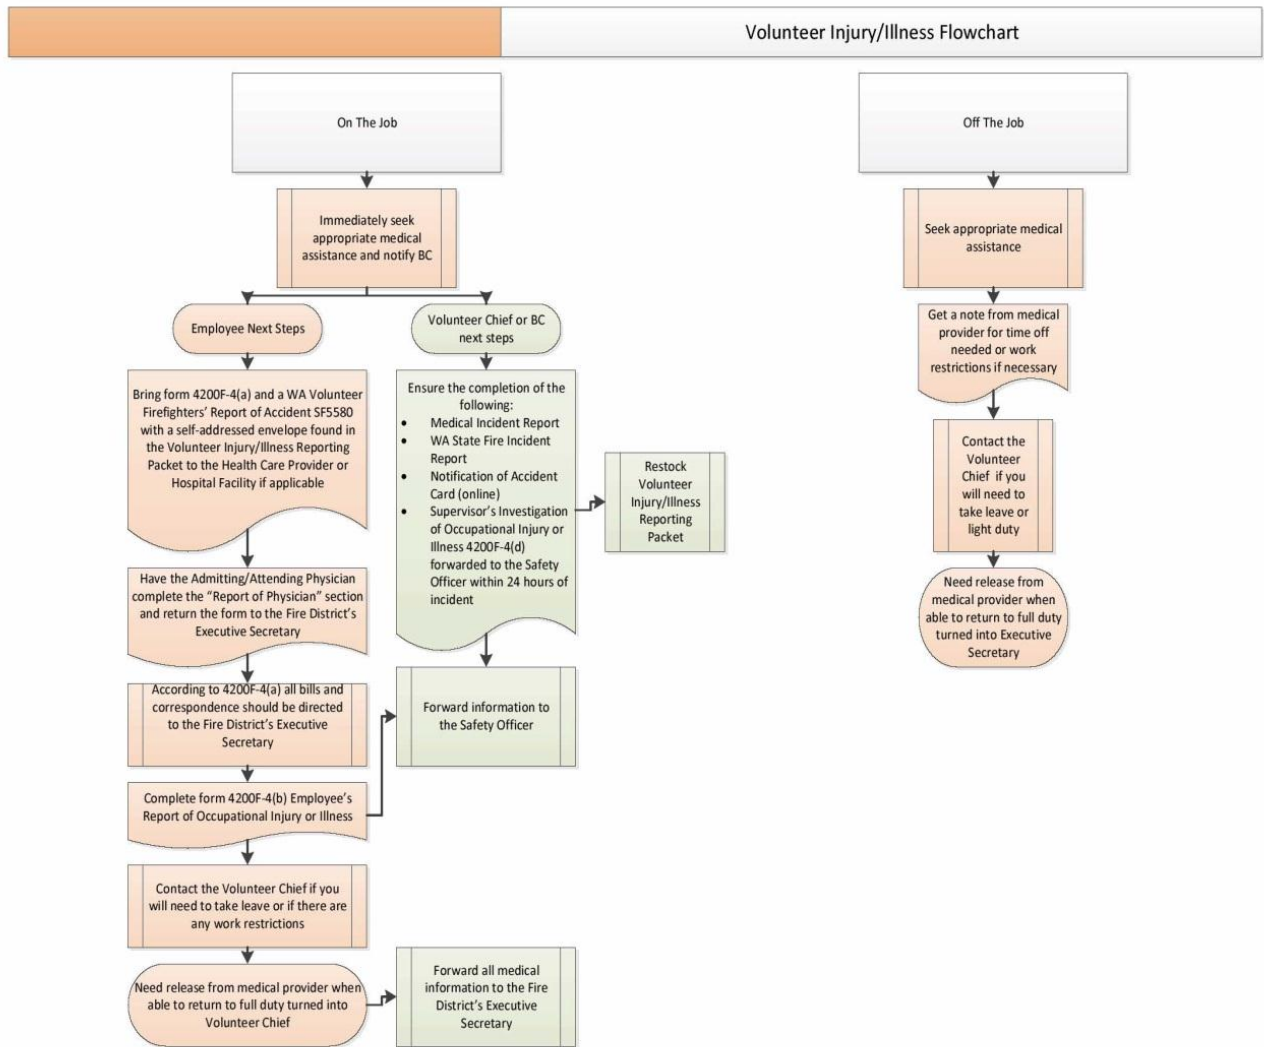 Volunteer Injury/Illness Flowchart
On The Job
Immediately seek
appropriate medical
assistance and notify BC
Employee Next Steps
Bring form 4200F-4(a) and a WA Volunteer
Firefighters’ Report of Accident SF5580
with a self-addressed envelope found in
the Volunteer Injury/Illness Reporting
Packet to the Health Care Provider or
Hospital Facility if applicable
Have the Admitting/Attending Physician
complete the “Report of Physician” section
and return the form to the Fire District’s
Executive Secretary
According to 4200F-4(a) all bills and
correspondence should be directed
to the Fire District’s Executive
Secretary
Complete form 4200F-4(b) Employee’s
Report of Occupational Injury or Illness
Contact the Volunteer Chief if you
will need to take leave or if there are
any work restrictions
Need release from medical provider when
able to return to full duty turned into
Volunteer Chief
Volunteer Chief or BC
next steps
Ensure the completion of the
following:
• Medical Incident Report
• WA State Fire Incident
Report
• Notification of Accident
Card (online)
• Supervisor’s Investigation
of Occupational Injury or
Illness 4200F-4(d)
forwarded to the Safety
Officer within 24 hours of
incident
Restock
Volunteer
Injury/Illness
Reporting
Packet
Forward information to
the Safety Officer
Forward all medical
information to the Fire
District’s Executive
Secretary
Off The Job
Seek appropriate medical
assistance
Get a note from medical
provider for time off
needed or work
restrictions if necessary
Contact the
Volunteer
Chief if you
will need to
take leave or
light duty
Need release from
medical provider when
able to return to full duty
turned into Executive
Secretary